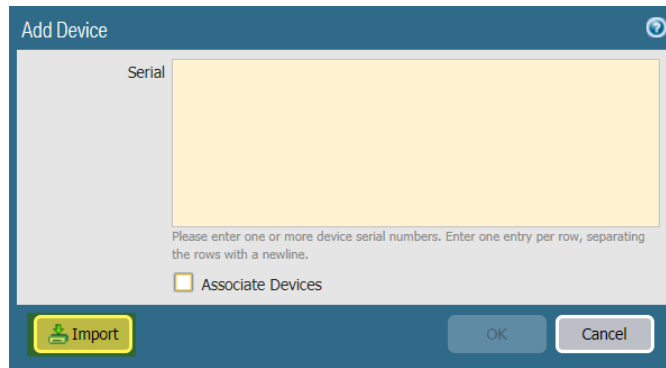 Add Device
Serial
Please enter one or more device serial numbers. Enter one entry per row, separating
the rows with a newline.
Associate Devices
Import
OK
Cancel